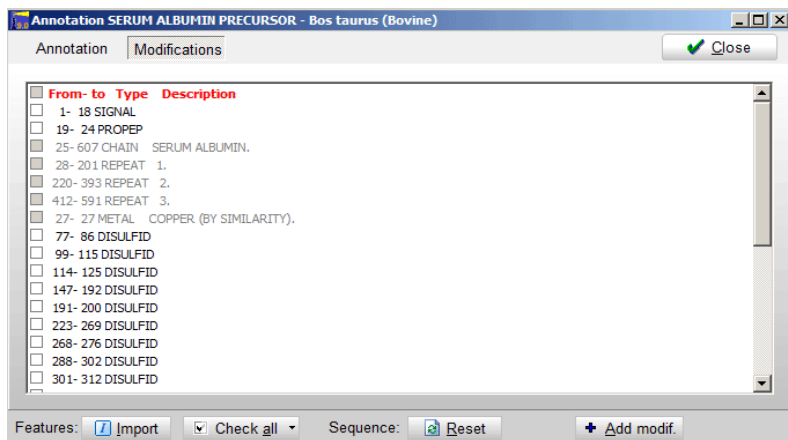 Annotation SERUM ALBUMIN PRECURSOR - Bos taurus (Bovine)
Annotation Modifications Close
From- to Type Description
1- 18 SIGNAL
19- 24 PROPEP
25- 607 CHAIN SERUM ALBUMIN.
28- 201 REPEAT 1.
220- 393 REPEAT 2.
412- 591 REPEAT 3.
27- 27 METAL COPPER (BY SIMILARITY).
77- 86 DISULFID
99- 115 DISULFID
114- 125 DISULFID
147- 192 DISULFID
191- 200 DISULFID
223- 269 DISULFID
268- 276 DISULFID
288- 302 DISULFID
301- 312 DISULFID
Features: Import Check all Sequence: Reset Add modif.